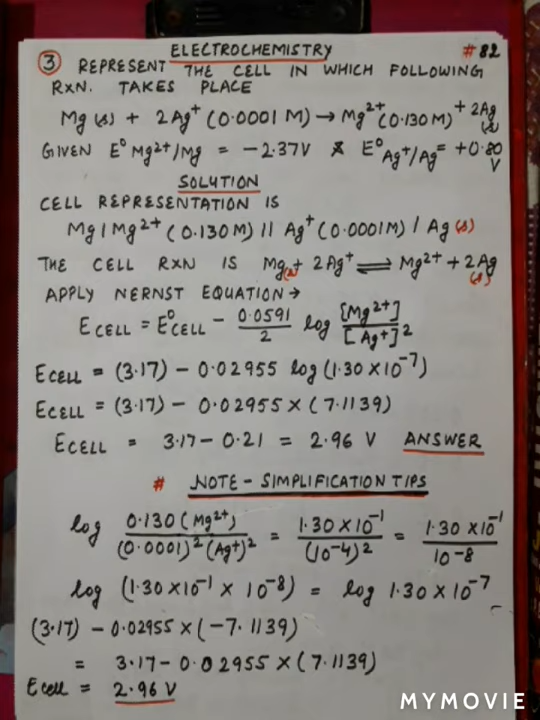 ELECTROCHEMISTRY #82
③ REPRESENT THE CELL IN WHICH FOLLOWING
RXN. TAKES PLACE
Mg(s) + 2Ag⁺ (0.0001 M) → Mg²⁺(0.130M) + 2Ag(s)
GIVEN E⁰ Mg²⁺/Mg = -2.37V & E⁰Ag⁺/Ag = +0.80 V
SOLUTION
CELL REPRESENTATION IS
Mg | Mg²⁺ (0.130M) || Ag⁺ (0.0001M) | Ag (s)
THE CELL RXN IS Mg(s) + 2Ag⁺ ⇌ Mg²⁺ + 2Ag(s)
APPLY NERNST EQUATION →
ECELL = E⁰CELL - 0.0591/2 log [Mg²⁺]/[Ag⁺]²
ECELL = (3.17) - 0.02955 log (1.30 × 10⁻⁷)
ECELL = (3.17) - 0.02955 × (7.1139)
ECELL = 3.17 - 0.21 = 2.96 V ANSWER
# NOTE - SIMPLIFICATION TIPS
log 0.130 (Mg²⁺)/(0.0001)² (Ag⁺)² = 1.30 × 10⁻¹/(10⁻⁴)² = 1.30 × 10⁻¹/10⁻⁸
log (1.30 × 10⁻¹ × 10⁻⁸) = log 1.30 × 10⁻⁷
(3.17) - 0.02955 × (-7.1139)
= 3.17 - 0.02955 × (7.1139)
Ecell = 2.96 V
MYMOVIE